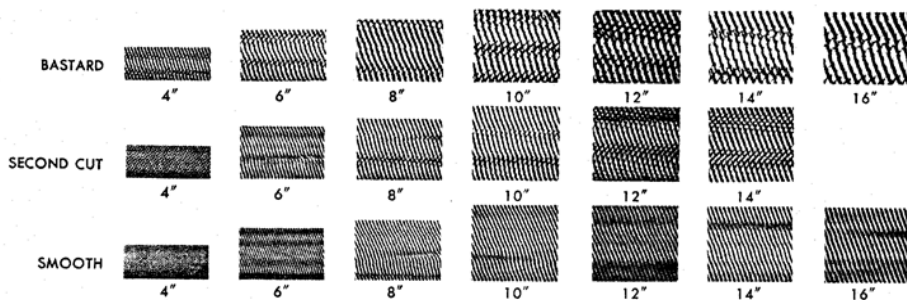 BASTARD
4" 6" 8" 10" 12" 14" 16"
SECOND CUT
4" 6" 8" 10" 12" 14"
SMOOTH
4" 6" 8" 10" 12" 14" 16"